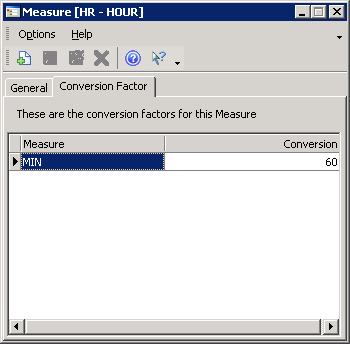 Measure [HR - HOUR]
Options Help
General Conversion Factor
These are the conversion factors for this Measure
Measure Conversion
MIN 60